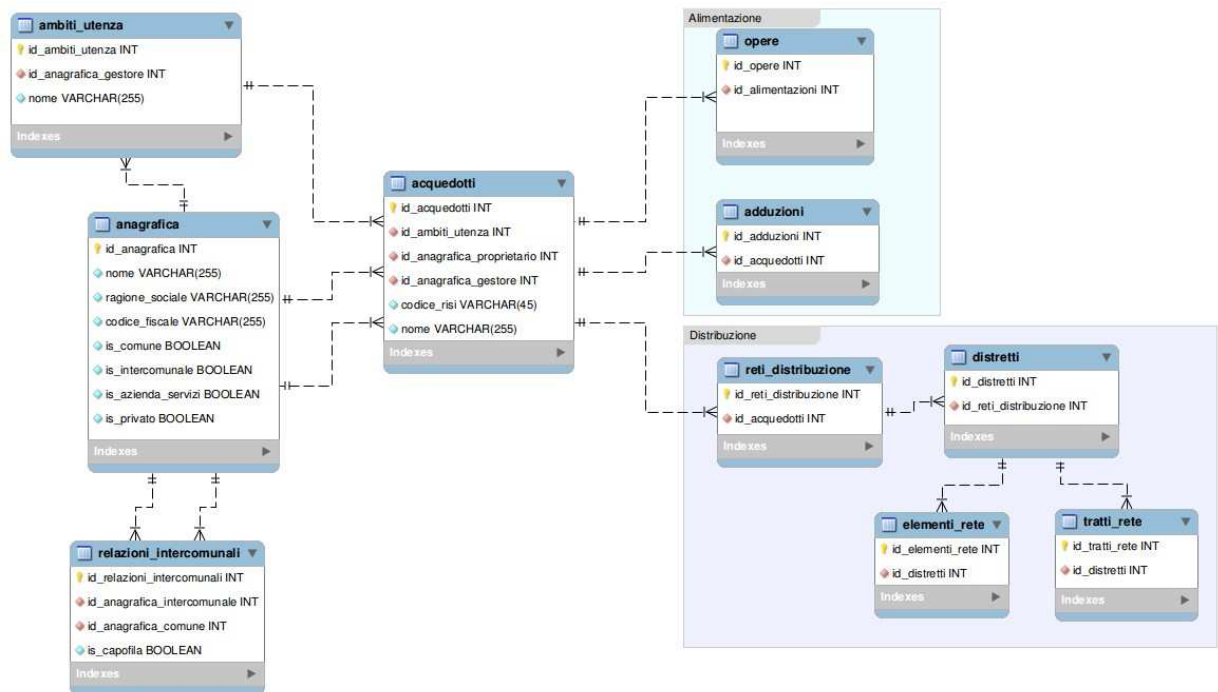 ambiti_utenza
id_ambiti_utenza INT
id_anagrafica_gestore INT
nome VARCHAR(255)
Indexes
anagrafica
id_anagrafica INT
nome VARCHAR(255)
ragione_sociale VARCHAR(255)
codice_fiscale VARCHAR(255)
is_comune BOOLEAN
is_intercomunale BOOLEAN
is_azienda_servizi BOOLEAN
is_privato BOOLEAN
Indexes
relazioni_intercomunali
id_relazioni_intercomunali INT
id_anagrafica_intercomunale INT
id_anagrafica_comune INT
is_capofila BOOLEAN
Indexes
acquedotti
id_acquedotti INT
id_ambiti_utenza INT
id_anagrafica_proprietario INT
id_anagrafica_gestore INT
codice_risi VARCHAR(45)
nome VARCHAR(255)
Indexes
Alimentazione
opere
id_opere INT
id_alimentazioni INT
Indexes
adduzioni
id_adduzioni INT
id_acquedotti INT
Indexes
Distribuzione
reti_distribuzione
id_reti_distribuzione INT
id_acquedotti INT
Indexes
distretti
id_distretti INT
id_reti_distribuzione INT
Indexes
elementi_rete
id_elementi_rete INT
id_distretti INT
Indexes
tratti_rete
id_tratti_rete INT
id_distretti INT
Indexes